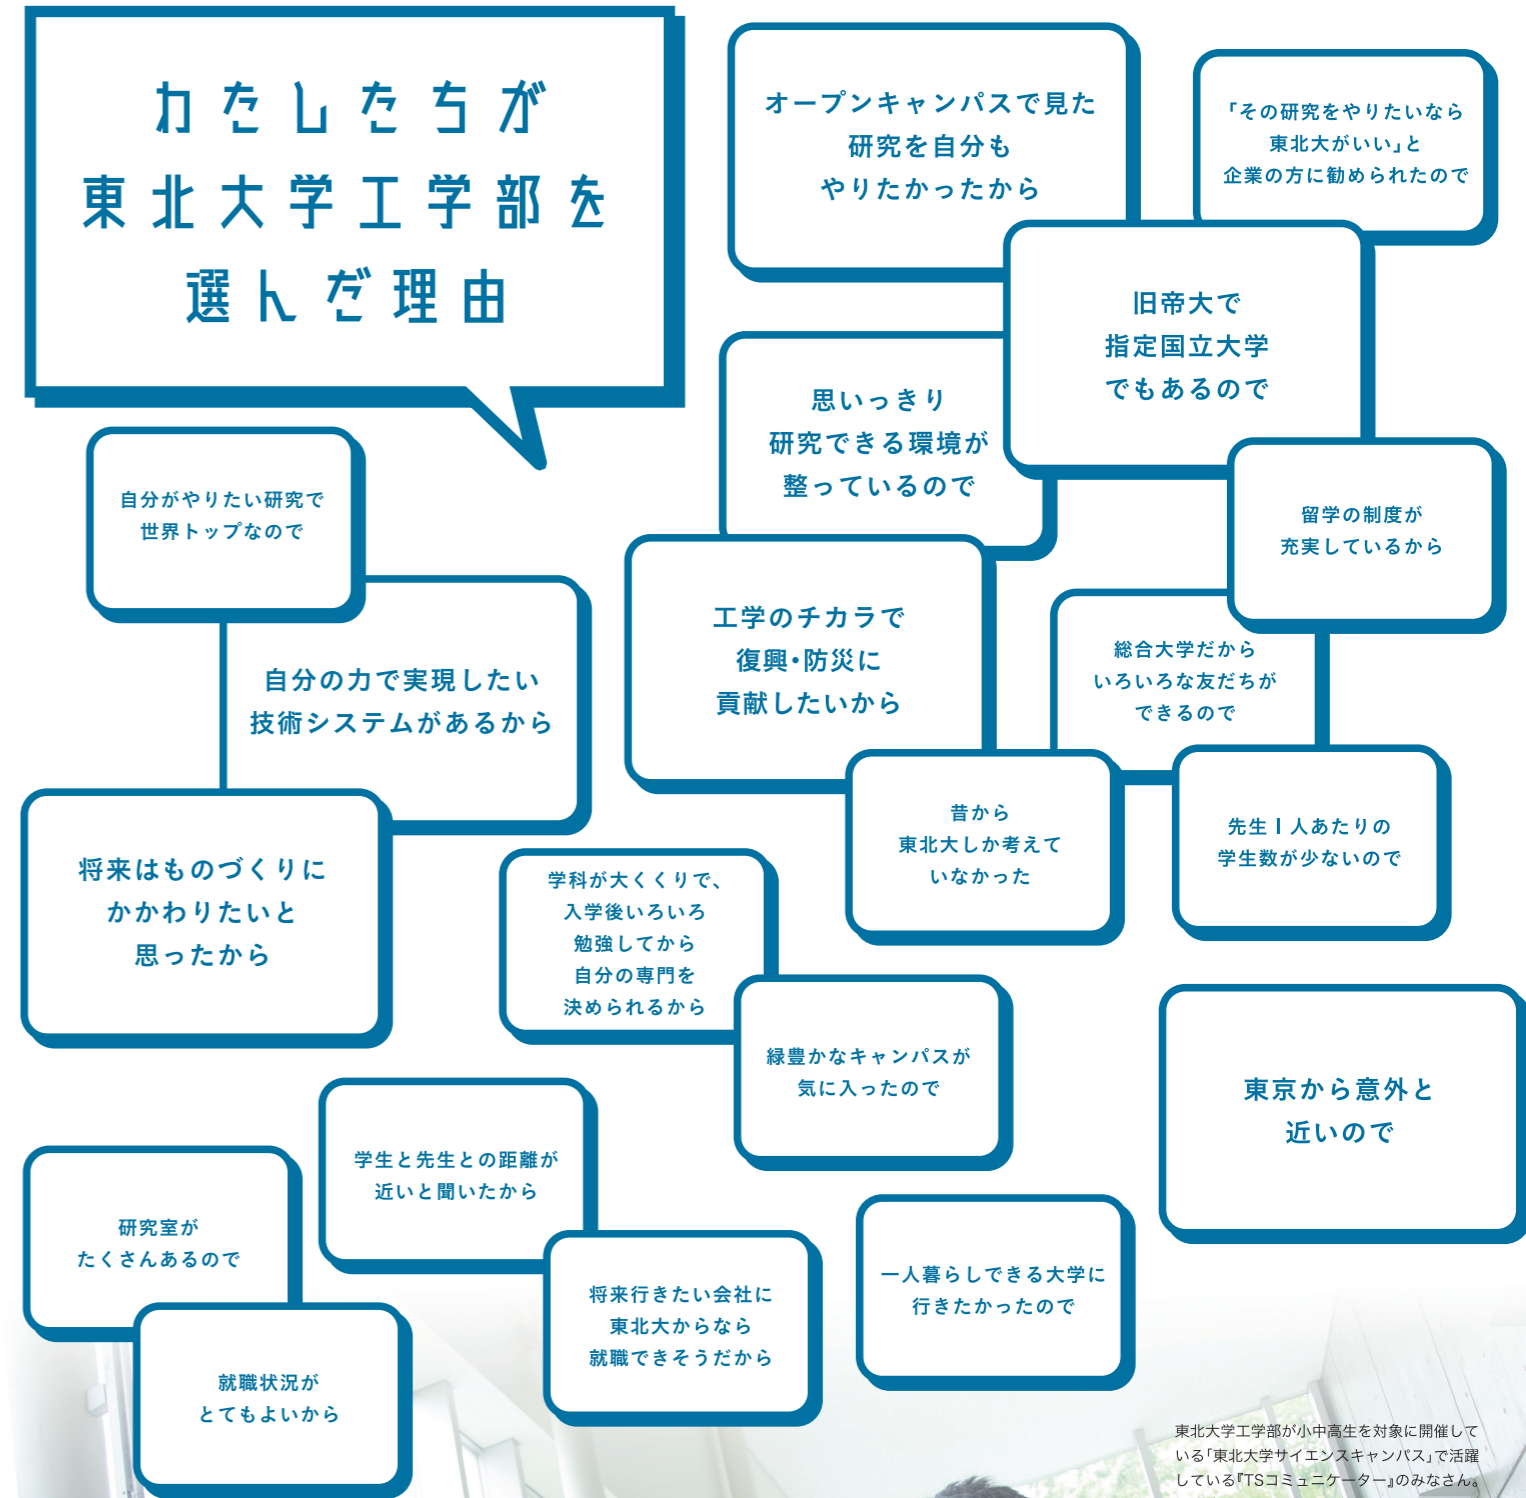 わたしたちが
東北大学工学部を
選んだ理由
オープンキャンパスで見た
研究を自分も
やりたかったから
「その研究をやりたいなら
東北大がいい」と
企業の方に勧められたので
旧帝大で
指定国立大学
でもあるので
思いっきり
研究できる環境が
整っているので
留学の制度が
充実しているから
自分がやりたい研究で
世界トップなので
自分の力で実現したい
技術システムがあるから
工学のチカラで
復興・防災に
貢献したいから
総合大学だから
いろいろな友だちが
できるので
将来はものづくりに
かかわりたいと
思ったから
昔から
東北大しか考えて
いなかった
先生1人あたりの
学生数が少ないので
学科が大くくりで、
入学後いろいろ
勉強してから
自分の専門を
決められるから
緑豊かなキャンパスが
気に入ったので
東京から意外と
近いので
学生と先生との距離が
近いと聞いたから
研究室が
たくさんあるので
将来行きたい会社に
東北大からなら
就職できそうだから
一人暮らしできる大学に
行きたかったので
就職状況が
とてもよいから
東北大学工学部が小中高生を対象に開催して
いる「東北大学サイエンスキャンパス」で活躍
している『TSコミュニケーター』のみなさん。